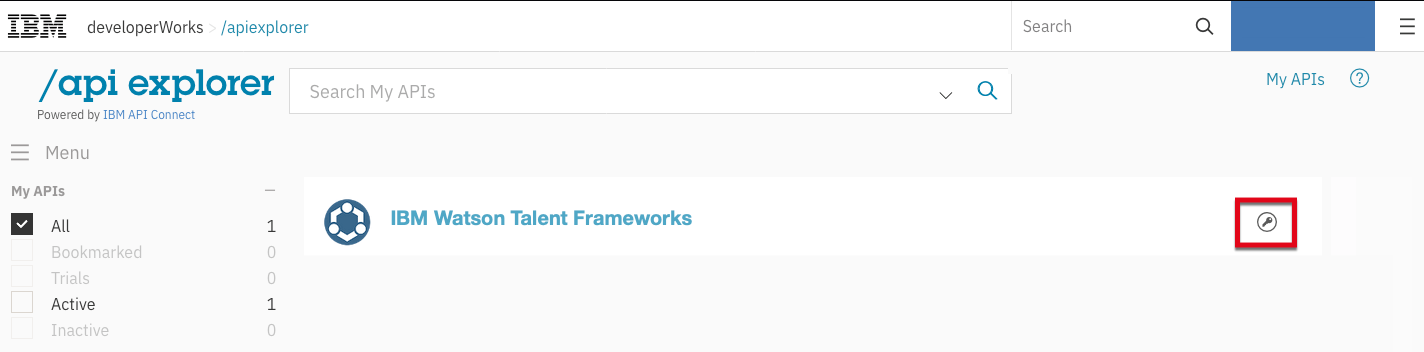 IBM developerWorks > /apiexplorer Search
/api explorer Search My APIs My APIs ?
Powered by IBM API Connect
Menu
My APIs
IBM Watson Talent Frameworks
All 1
Bookmarked 0
Trials 0
Active 1
Inactive 0